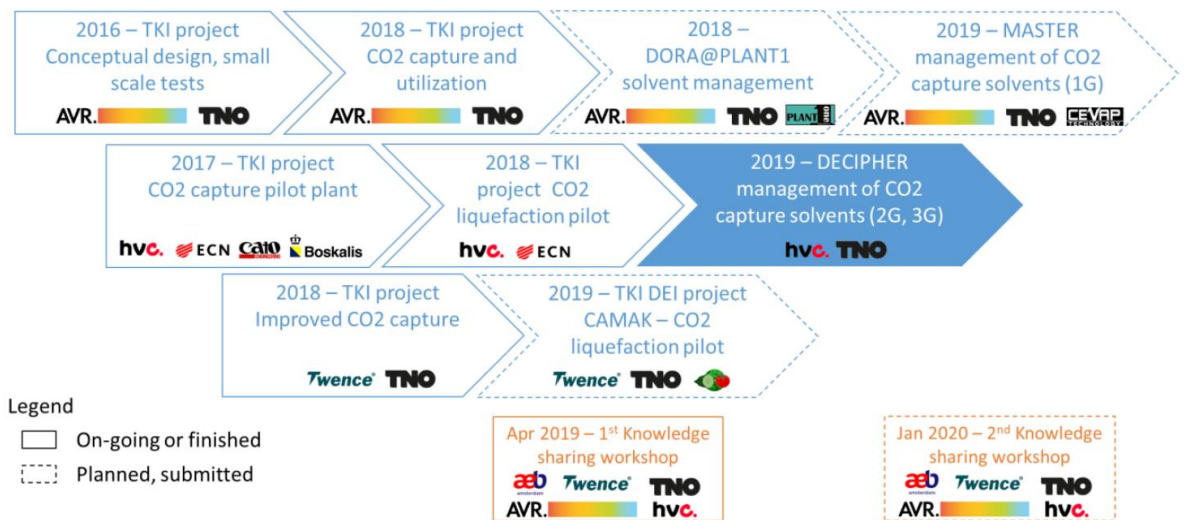 2016 – TKI project
Conceptual design, small
scale tests
AVR. TNO
2018 – TKI project
CO2 capture and
utilization
AVR. TNO
2018 –
DORA@PLANT1
solvent management
AVR. TNO PLANT ONE
2019 – MASTER
management of CO2
capture solvents (1G)
AVR. TNO CEVAP
TECHNOLOGY
2017 – TKI project
CO2 capture pilot plant
hvc. ECN CATO Boskalis
ENGINEERING
2018 – TKI
project CO2
liquefaction pilot
hvc. ECN
2019 – DECIPHER
management of CO2
capture solvents (2G, 3G)
hvc. TNO
2018 – TKI project
Improved CO2 capture
Twence® TNO
2019 – TKI DEI project
CAMAK – CO2
liquefaction pilot
Twence® TNO
Legend
On-going or finished
Planned, submitted
Apr 2019 – 1st Knowledge
sharing workshop
aeb Twence® TNO
amsterdam
AVR. hvc.
Jan 2020 – 2nd Knowledge
sharing workshop
aeb Twence® TNO
amsterdam
AVR. hvc.